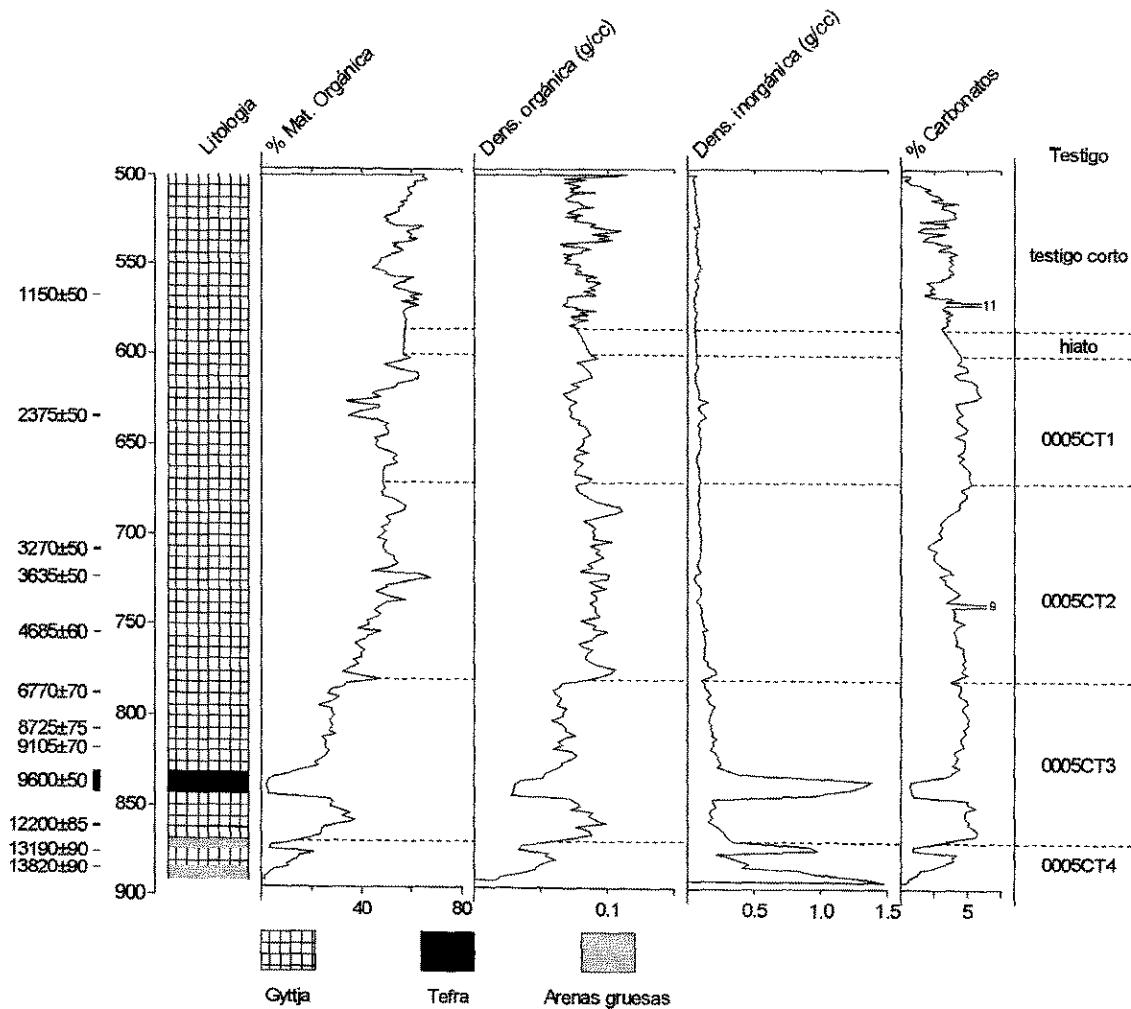 Litología
% Mat. Orgánica
Dens. orgánica (g/cc)
Dens. inorgánica (g/cc)
% Carbonatos
Testigo
500
550
600
650
700
750
800
850
900
1150±50
2375±50
3270±50
3635±50
4685±60
6770±70
8725±75
9105±70
9600±50
12200±85
13190±90
13820±90
11
9
testigo corto
hiato
0005CT1
0005CT2
0005CT3
0005CT4
40
80
0.1
0.5
1.0
1.5
5
Gyttja
Tefra
Arenas gruesas